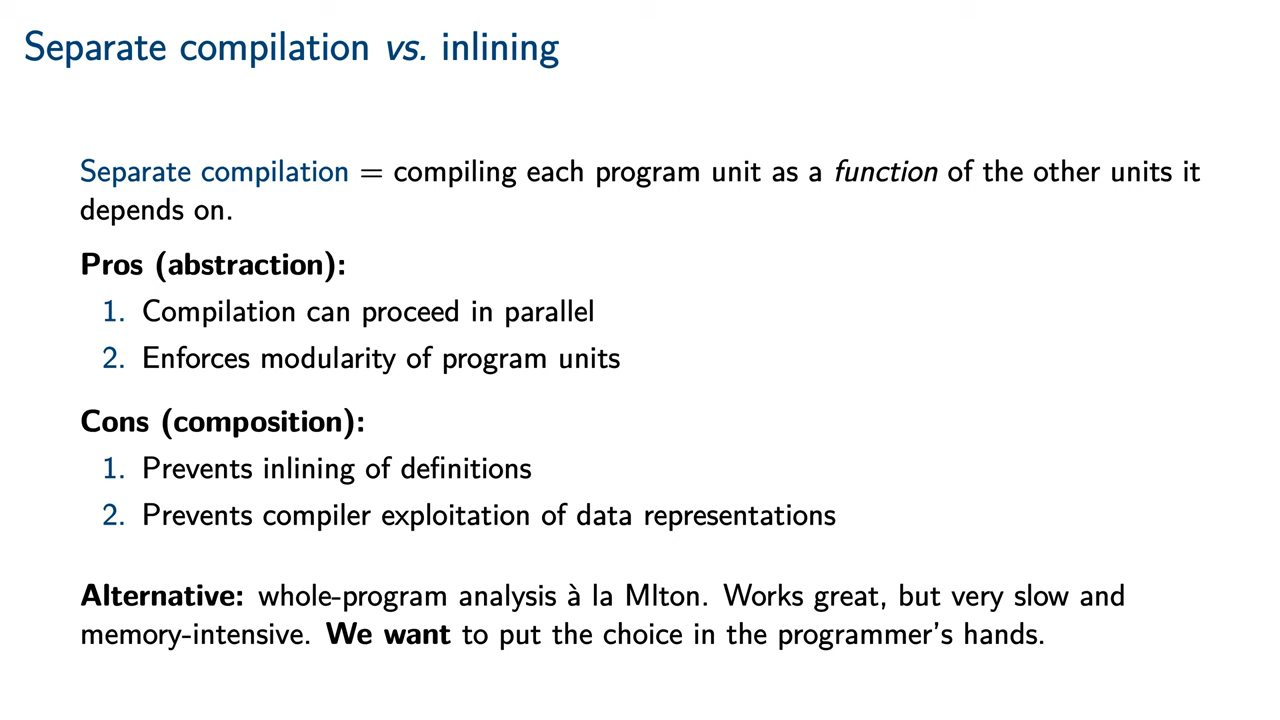 Separate compilation vs. inlining
Separate compilation = compiling each program unit as a function of the other units it
depends on.
Pros (abstraction):
1. Compilation can proceed in parallel
2. Enforces modularity of program units
Cons (composition):
1. Prevents inlining of definitions
2. Prevents compiler exploitation of data representations
Alternative: whole-program analysis à la Mlton. Works great, but very slow and
memory-intensive. We want to put the choice in the programmer's hands.